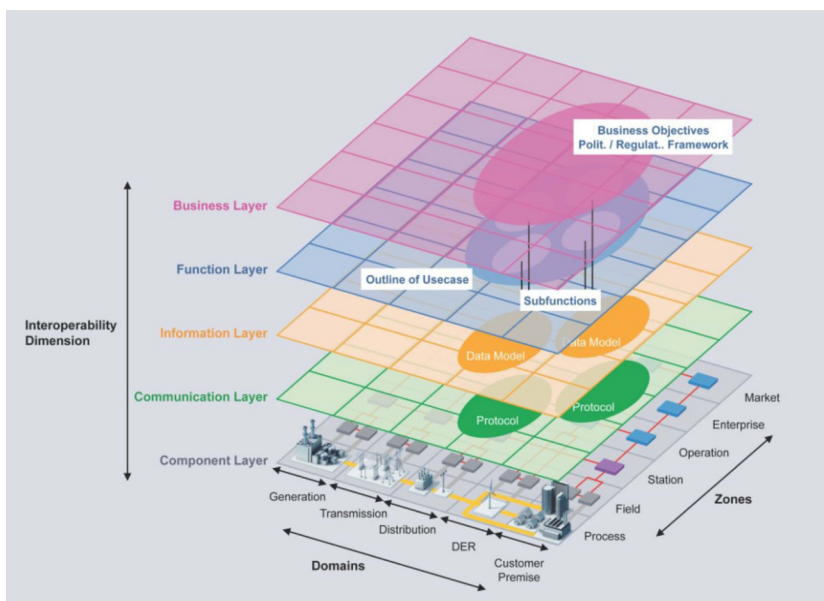 Business Objectives
Polit. / Regulat.. Framework
Business Layer
Function Layer
Outline of Usecase
Subfunctions
Interoperability
Dimension
Information Layer
Data Model
Data Model
Communication Layer
Protocol
Protocol
Component Layer
Market
Enterprise
Operation
Station
Field
Process
Zones
Generation
Transmission
Distribution
DER
Customer
Premise
Domains